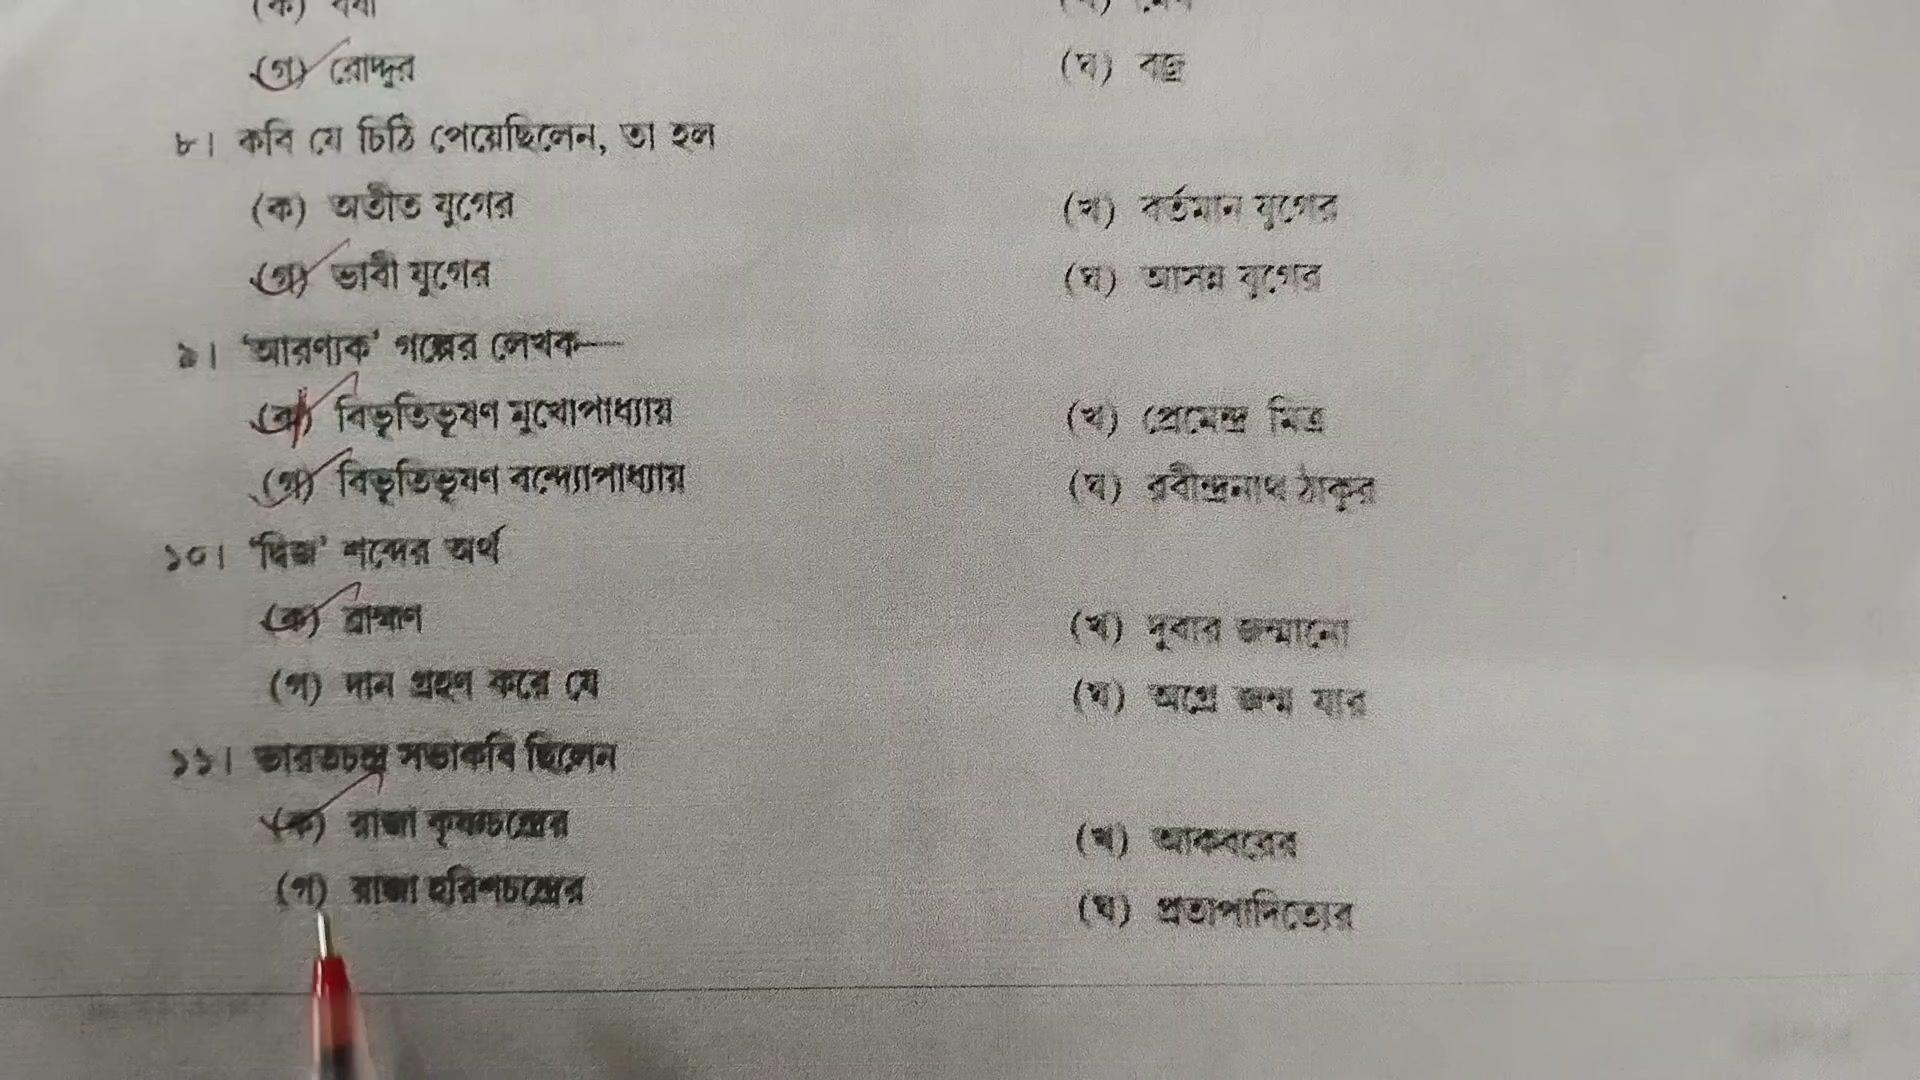 (গ) রোদ্দুর (ঘ) বজ্র
৮। কবি যে চিঠি পেয়েছিলেন, তা হল
(ক) অতীত যুগের (খ) বর্তমান যুগের
(গ) ভাবী যুগের (ঘ) আসন্ন যুগের
৯। ‘আরণ্যক’ গল্পের লেখক—
(ক) বিভূতিভূষণ মুখোপাধ্যায় (খ) প্রেমেন্দ্র মিত্র
(গ) বিভূতিভূষণ বন্দ্যোপাধ্যায় (ঘ) রবীন্দ্রনাথ ঠাকুর
১০। ‘দ্বিজ’ শব্দের অর্থ
(ক) ব্রাহ্মণ (খ) দুবার জন্মানো
(গ) দান গ্রহণ করে যে (ঘ) অগ্রে জন্ম যার
১১। ভারতচন্দ্র সভাকবি ছিলেন
(ক) রাজা কৃষ্ণচন্দ্রের (খ) আকবরের
(গ) রাজা হরিশচন্দ্রের (ঘ) প্রতাপাদিত্যের